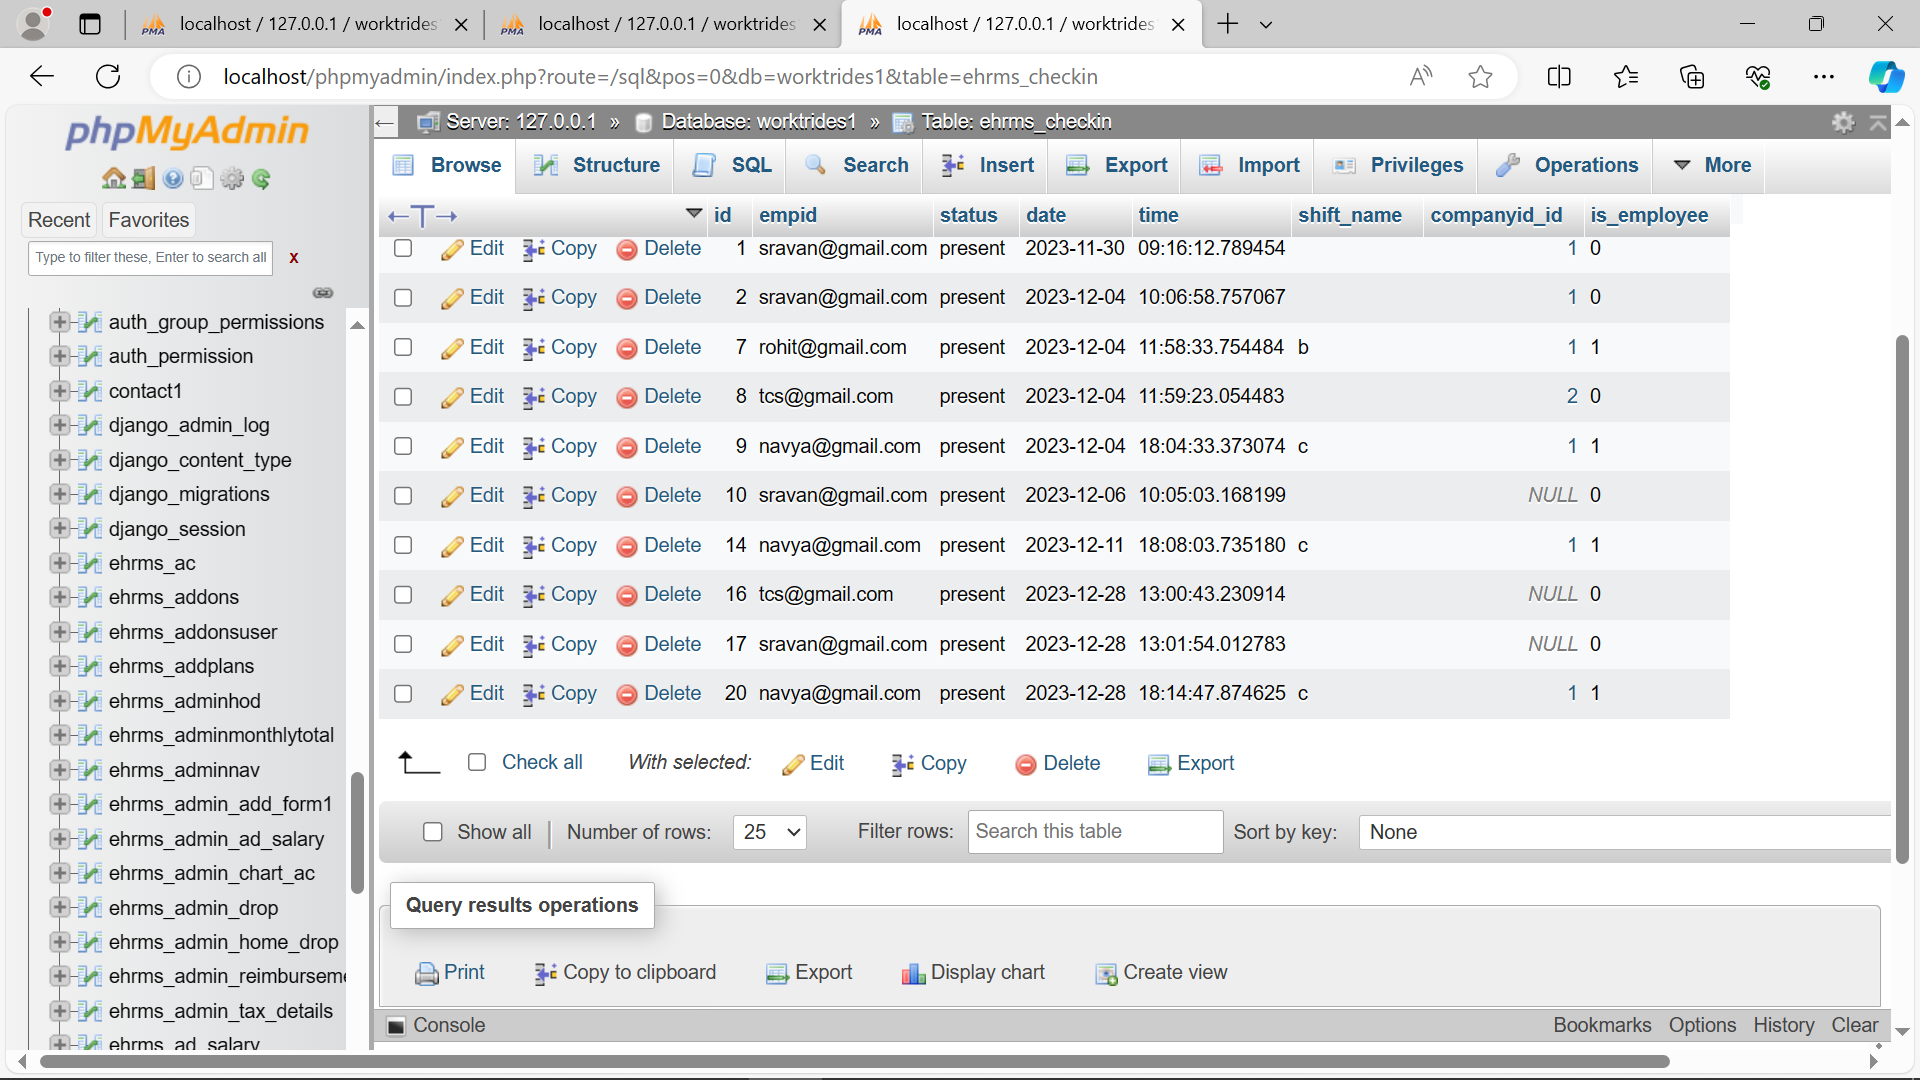 localhost / 127.0.0.1 / worktrides
localhost / 127.0.0.1 / worktrides
localhost / 127.0.0.1 / worktrides
localhost/phpmyadmin/index.php?route=/sql&pos=0&db=worktrides1&table=ehrms_checkin
phpMyAdmin
Recent Favorites
Type to filter these, Enter to search all X
auth_group_permissions
auth_permission
contact1
django_admin_log
django_content_type
django_migrations
django_session
ehrms_ac
ehrms_addons
ehrms_addonsuser
ehrms_addplans
ehrms_adminhod
ehrms_adminmonthlytotal
ehrms_adminnav
ehrms_admin_add_form1
ehrms_admin_ad_salary
ehrms_admin_chart_ac
ehrms_admin_drop
ehrms_admin_home_drop
ehrms_admin_reimburseme
ehrms_admin_tax_details
ehrms_ad_salary
Server: 127.0.0.1 » Database: worktrides1 » Table: ehrms_checkin
Browse Structure SQL Search Insert Export Import Privileges Operations More
id empid status date time shift_name companyid_id is_employee
Edit Copy Delete 1 sravan@gmail.com present 2023-11-30 09:16:12.789454 1 0
Edit Copy Delete 2 sravan@gmail.com present 2023-12-04 10:06:58.757067 1 0
Edit Copy Delete 7 rohit@gmail.com present 2023-12-04 11:58:33.754484 b 1 1
Edit Copy Delete 8 tcs@gmail.com present 2023-12-04 11:59:23.054483 2 0
Edit Copy Delete 9 navya@gmail.com present 2023-12-04 18:04:33.373074 c 1 1
Edit Copy Delete 10 sravan@gmail.com present 2023-12-06 10:05:03.168199 NULL 0
Edit Copy Delete 14 navya@gmail.com present 2023-12-11 18:08:03.735180 c 1 1
Edit Copy Delete 16 tcs@gmail.com present 2023-12-28 13:00:43.230914 NULL 0
Edit Copy Delete 17 sravan@gmail.com present 2023-12-28 13:01:54.012783 NULL 0
Edit Copy Delete 20 navya@gmail.com present 2023-12-28 18:14:47.874625 c 1 1
Check all With selected: Edit Copy Delete Export
Show all Number of rows: 25 Filter rows: Search this table Sort by key: None
Query results operations
Print Copy to clipboard Export Display chart Create view
Console Bookmarks Options History Clear